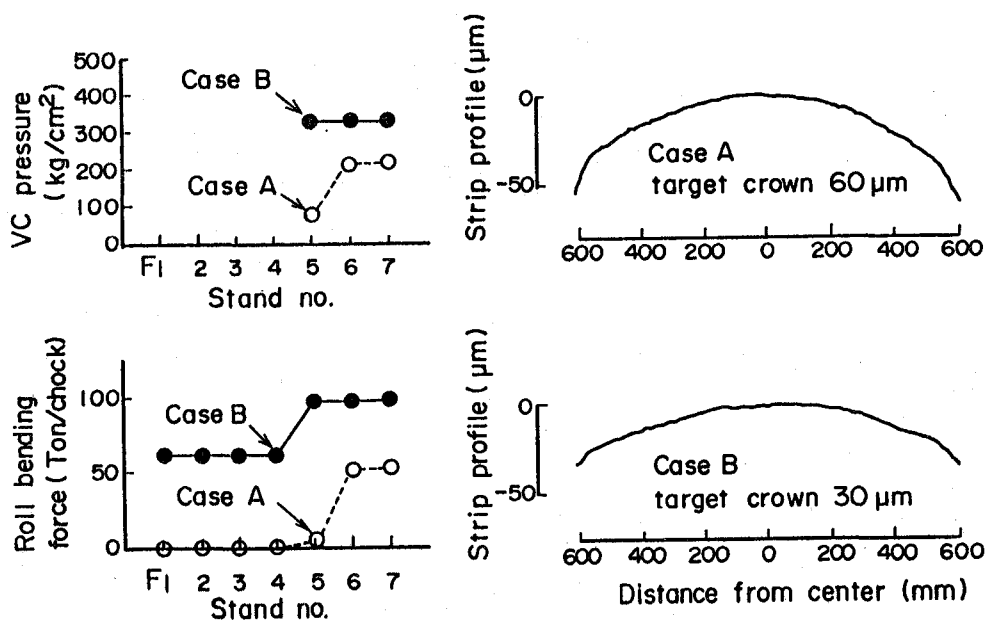 VC pressure
(kg/cm²)
500
400
300
200
100
0
Case B
Case A
F1 2 3 4 5 6 7
Stand no.
Strip profile (μm)
0
-50
Case A
target crown 60 μm
600 400 200 0 200 400 600
Roll bending
force (Ton/chock)
100
50
0
Case B
Case A
F1 2 3 4 5 6 7
Stand no.
Strip profile (μm)
0
-50
Case B
target crown 30 μm
600 400 200 0 200 400 600
Distance from center (mm)